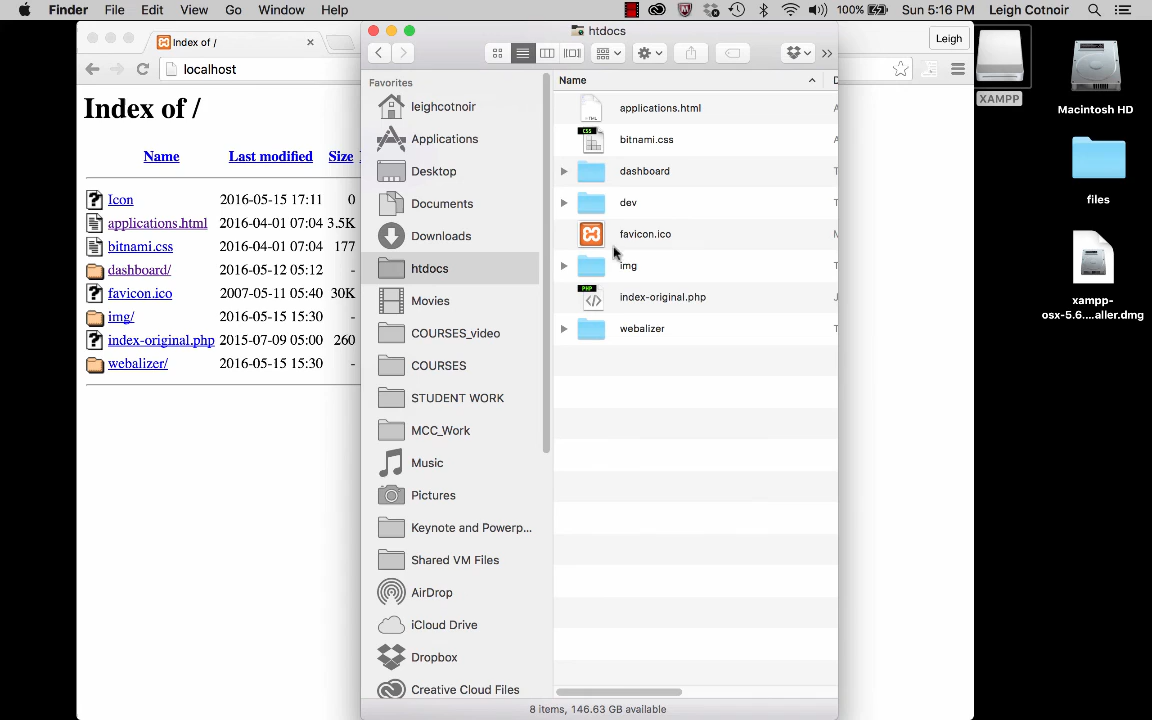 Finder File Edit View Go Window Help 100% Sun 5:16 PM Leigh Cotnoir
Index of /
Leigh
localhost
Index of /
Name Last modified Size
Icon 2016-05-15 17:11 0
applications.html 2016-04-01 07:04 3.5K
bitnami.css 2016-04-01 07:04 177
dashboard/ 2016-05-12 05:12 -
favicon.ico 2007-05-11 05:40 30K
img/ 2016-05-15 15:30 -
index-original.php 2015-07-09 05:00 260
webalizer/ 2016-05-15 15:30 -
htdocs
Favorites
leighcotnoir
Applications
Desktop
Documents
Downloads
htdocs
Movies
COURSES_video
COURSES
STUDENT WORK
MCC_Work
Music
Pictures
Keynote and Powerp...
Shared VM Files
AirDrop
iCloud Drive
Dropbox
Creative Cloud Files
Name
HTML
applications.html
CSS
bitnami.css
dashboard
dev
favicon.ico
img
PHP
index-original.php
webalizer
8 items, 146.63 GB available
XAMPP
Macintosh HD
files
xampp-
osx-5.6....aller.dmg